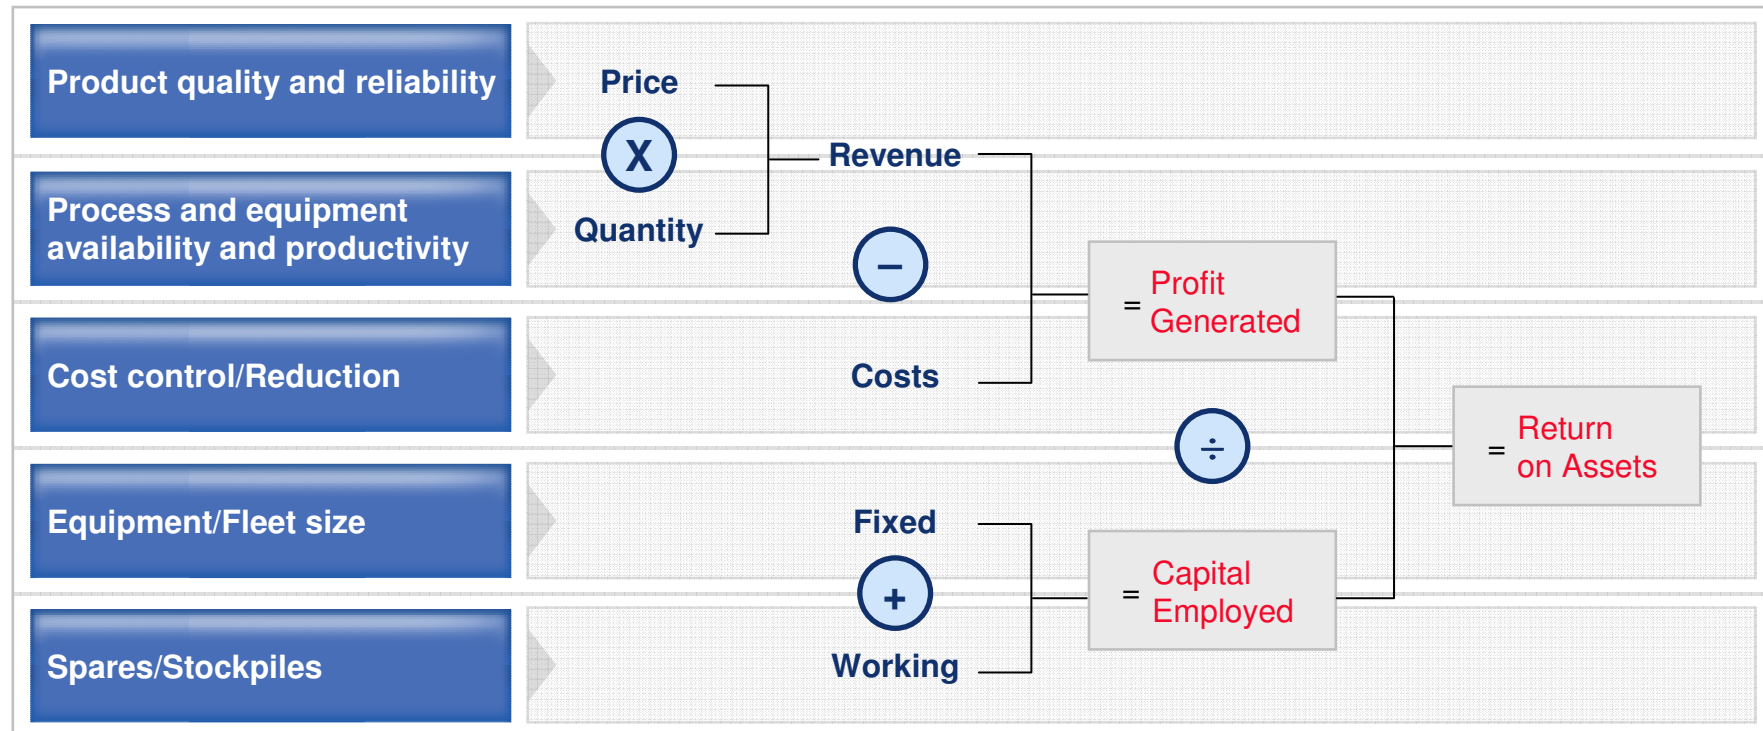 Product quality and reliability
Price
X
Revenue
Process and equipment
availability and productivity
Quantity
–
= Profit
Generated
Cost control/Reduction
Costs
÷
= Return
on Assets
Equipment/Fleet size
Fixed
+
= Capital
Employed
Spares/Stockpiles
Working